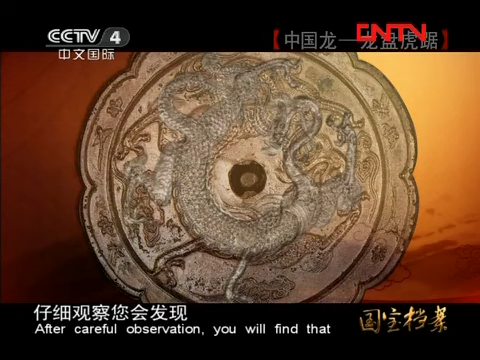 CCTV 4
中文国际
【中国龙—龙盘虎踞】
CNTV
仔细观察您会发现
After careful observation, you will find that
国宝档案